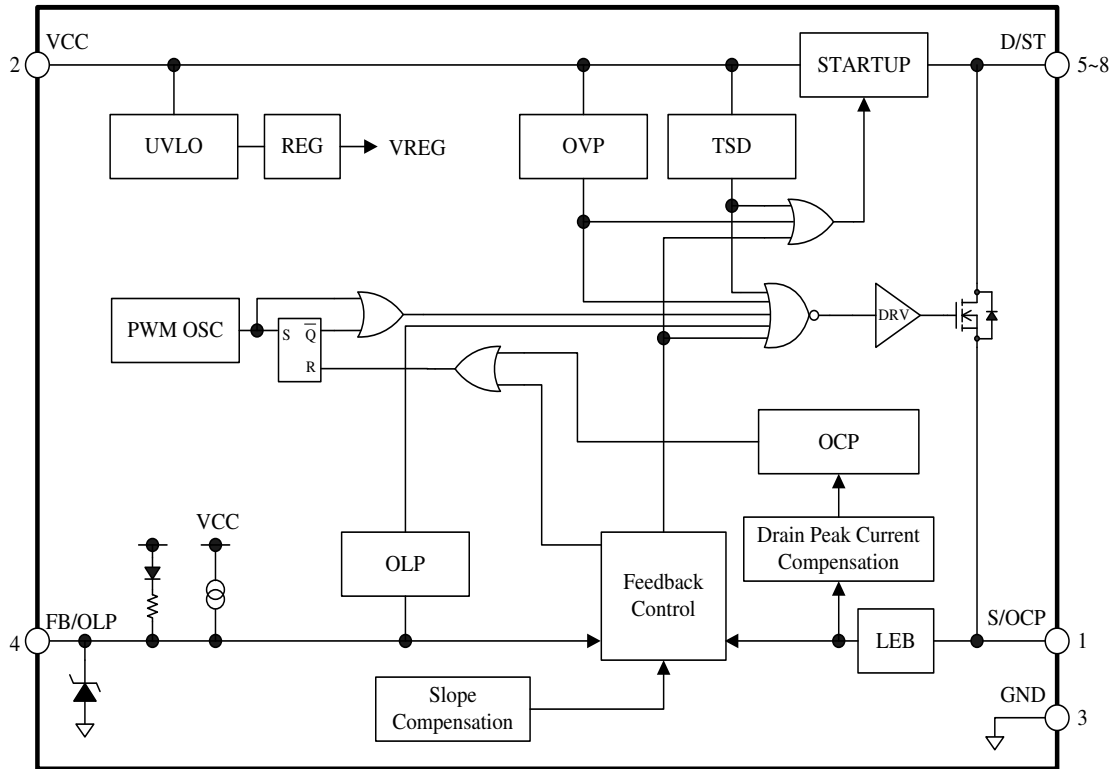 VCC
D/ST
2
5~8
STARTUP
UVLO
REG
VREG
OVP
TSD
PWM OSC
S
Q̅
R
DRV
OCP
VCC
OLP
Feedback
Control
Drain Peak Current
Compensation
FB/OLP
4
LEB
S/OCP
1
Slope
Compensation
GND
3